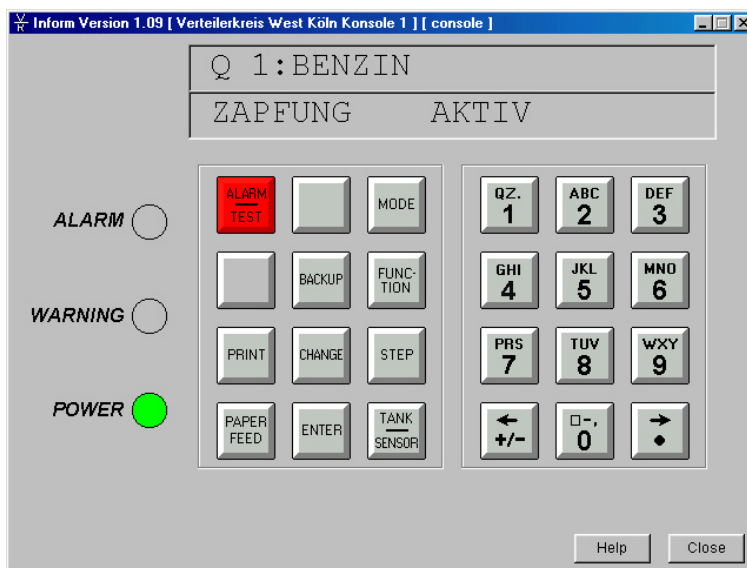 Inform Version 1.09 [ Verteilerkreis West Köln Konsole 1 ] [ console ]
Q 1:BENZIN
ZAPFUNG AKTIV
ALARM
WARNING
POWER
ALARM
TEST
MODE
BACKUP
FUNC-
TION
PRINT
CHANGE
STEP
PAPER
FEED
ENTER
TANK
SENSOR
QZ.
1
ABC
2
DEF
3
GHI
4
JKL
5
MNO
6
PRS
7
TUV
8
WXY
9
←
+/-
□-,
0
→
•
Help
Close